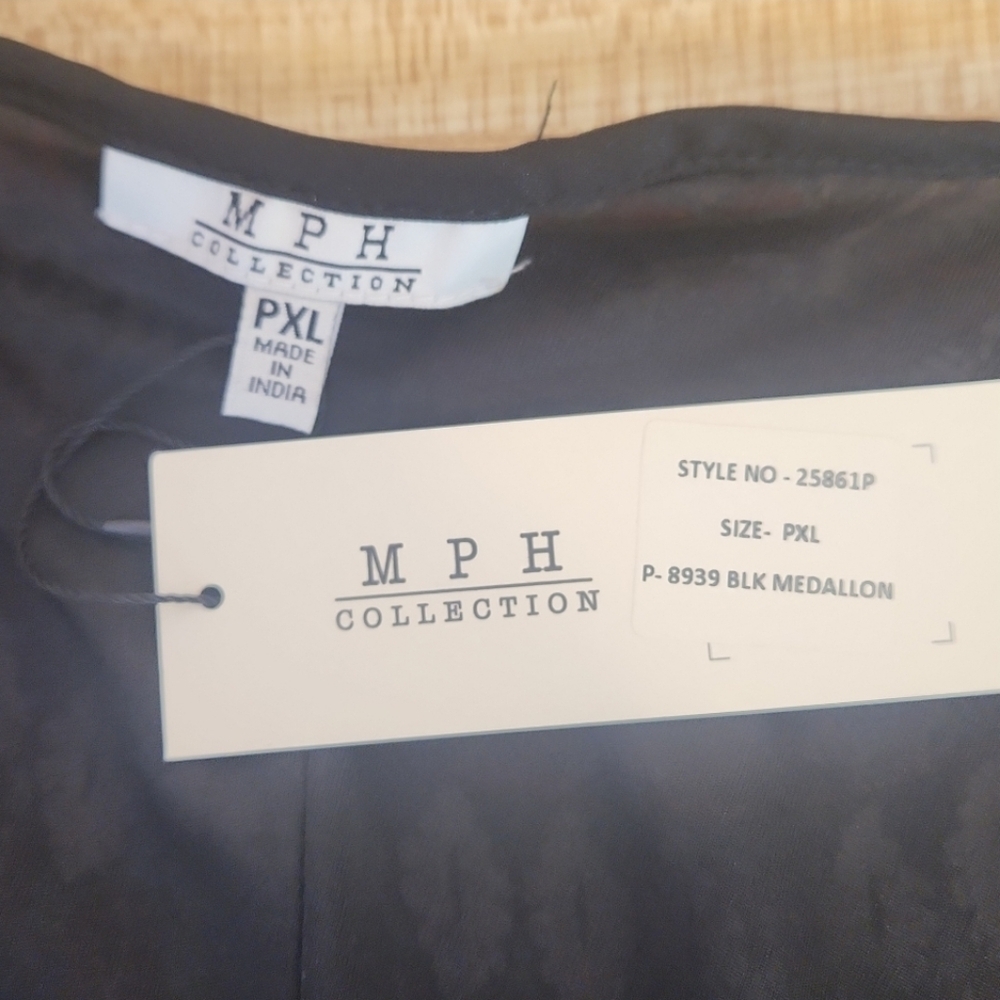 M P H
COLLECTION
PXL
MADE
IN
INDIA
M P H
COLLECTION
STYLE NO - 25861P
SIZE- PXL
P- 8939 BLK MEDALLON